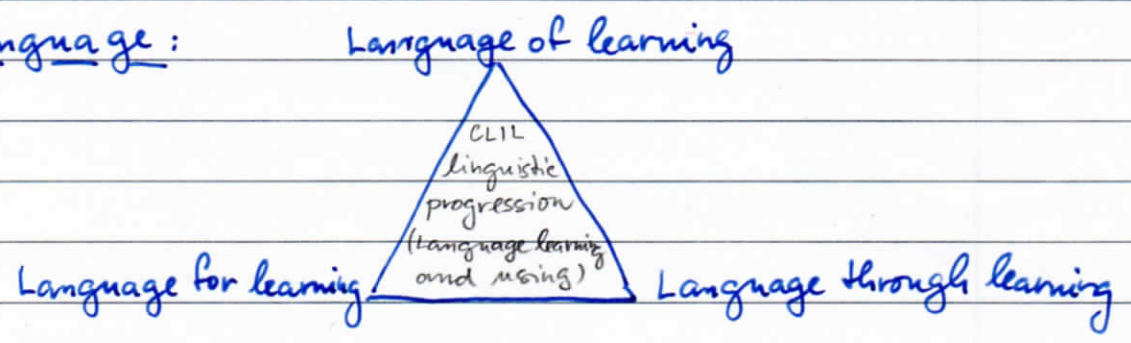 nguage : Language of learning
CLIL
linguistic
progression
(Language learning
and using)
Language for learning Language through learning